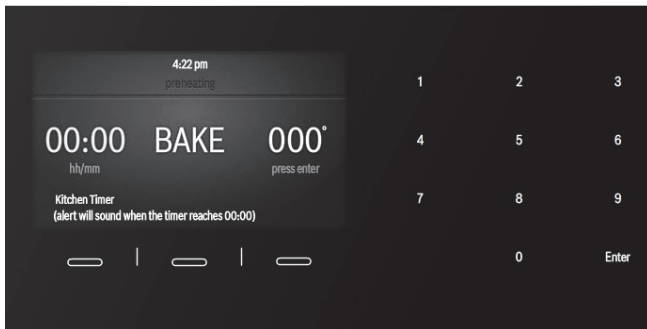 4:22 pm
preheating
00:00 BAKE 000°
hh/mm press enter
Kitchen Timer
(alert will sound when the timer reaches 00:00)
1 2 3
4 5 6
7 8 9
0 Enter